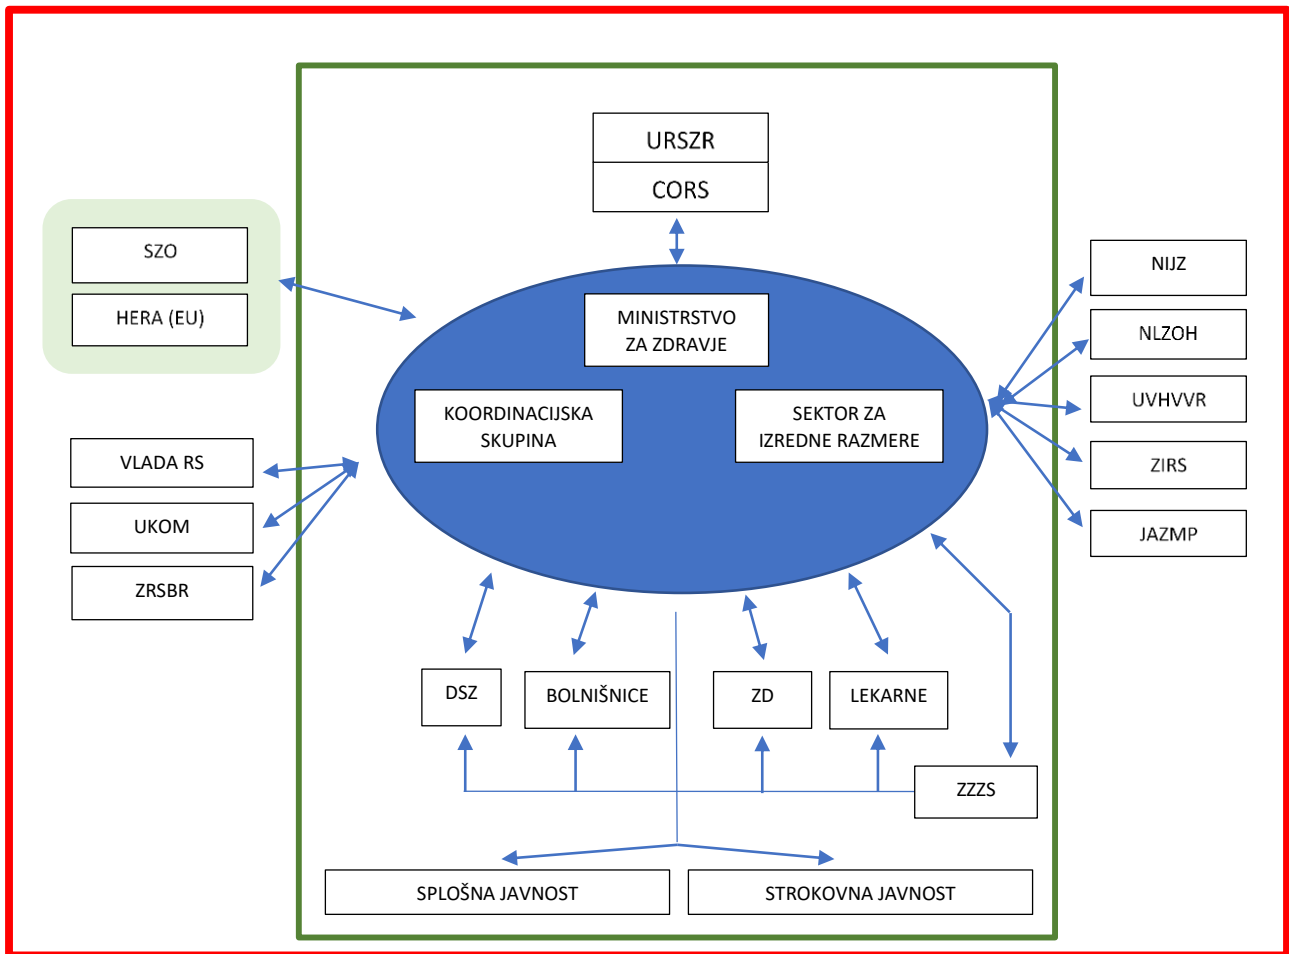 URSZR
CORS
SZO
HERA (EU)
MINISTRSTVO
ZA ZDRAVJE
KOORDINACIJSKA
SKUPINA
SEKTOR ZA
IZREDNE RAZMERE
NIJZ
NLZOH
UVHVVR
ZIRS
JAZMP
VLADA RS
UKOM
ZRSBR
DSZ
BOLNIŠNICE
ZD
LEKARNE
ZZZS
SPLOŠNA JAVNOST
STROKOVNA JAVNOST